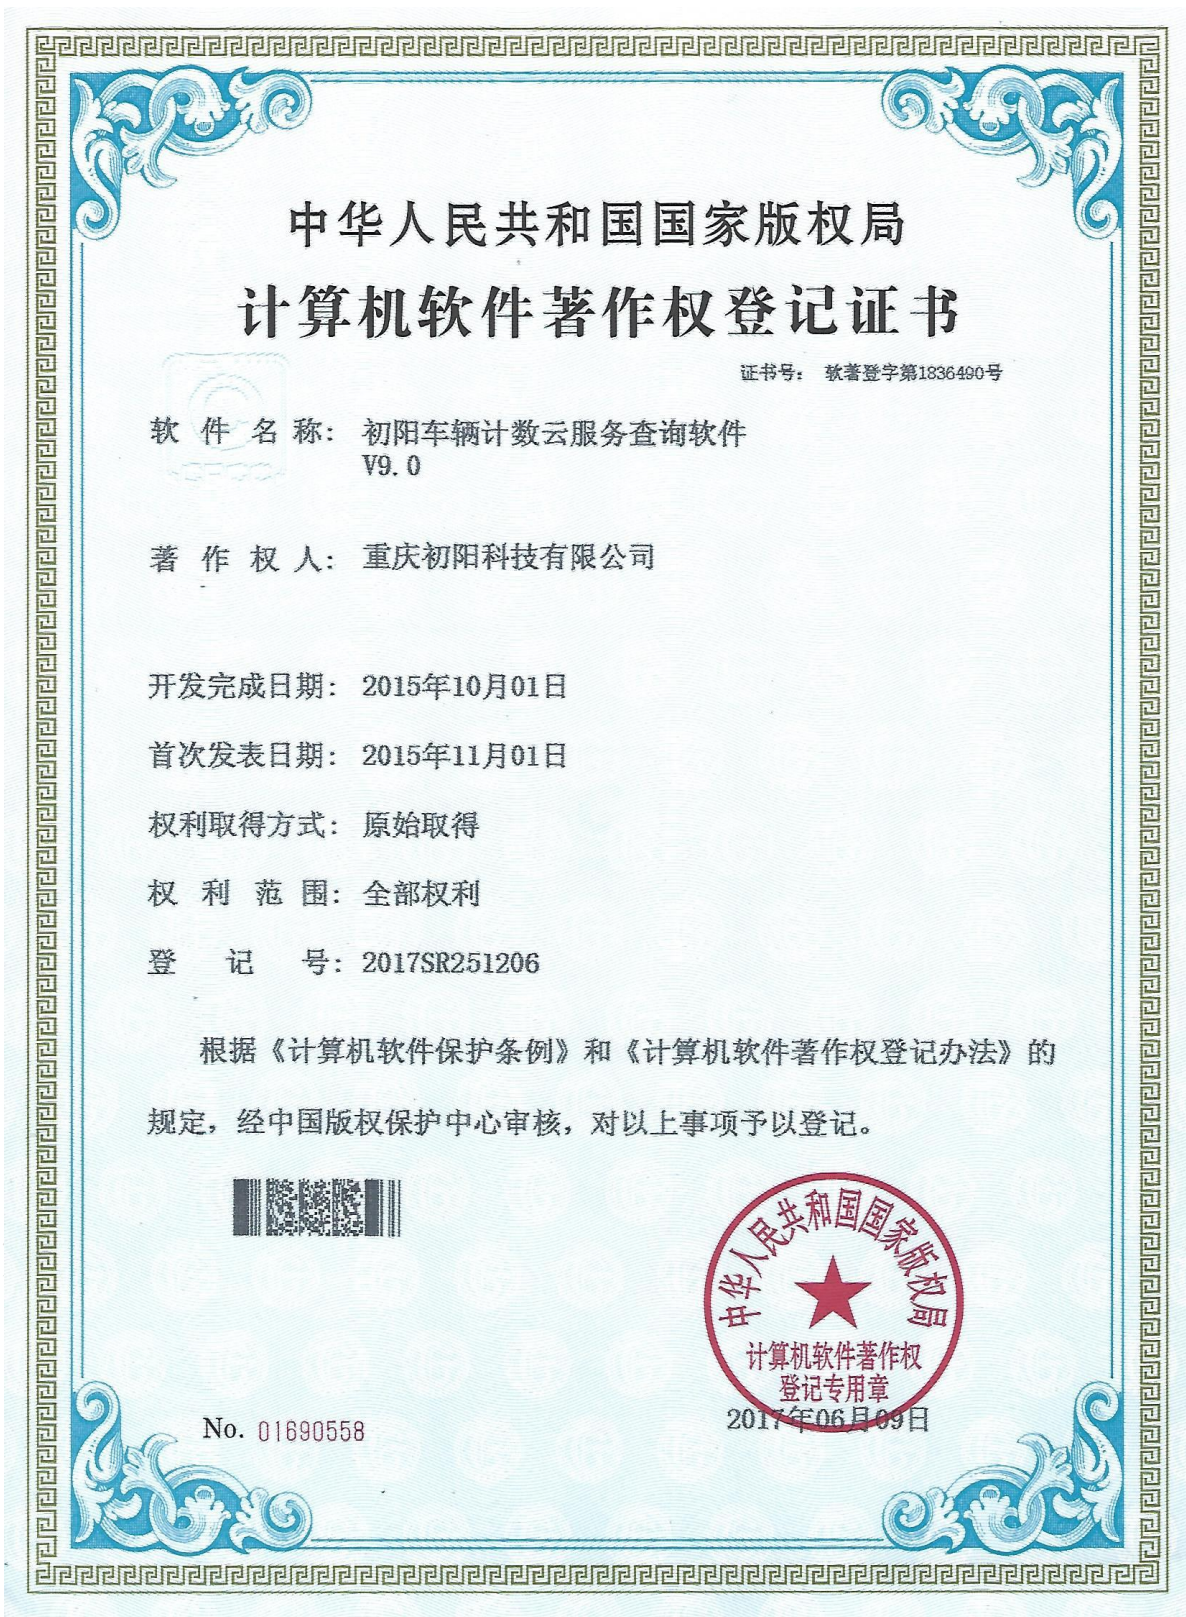 中华人民共和国国家版权局
计算机软件著作权登记证书
证书号： 软著登字第1836490号
软件名称： 初阳车辆计数云服务查询软件
V9.0
著作权人： 重庆初阳科技有限公司
开发完成日期： 2015年10月01日
首次发表日期： 2015年11月01日
权利取得方式： 原始取得
权利范围： 全部权利
登记号： 2017SR251206
根据《计算机软件保护条例》和《计算机软件著作权登记办法》的
规定，经中国版权保护中心审核，对以上事项予以登记。
中华人民共和国国家版权局
计算机软件著作权
登记专用章
2017年06月09日
No. 01690558